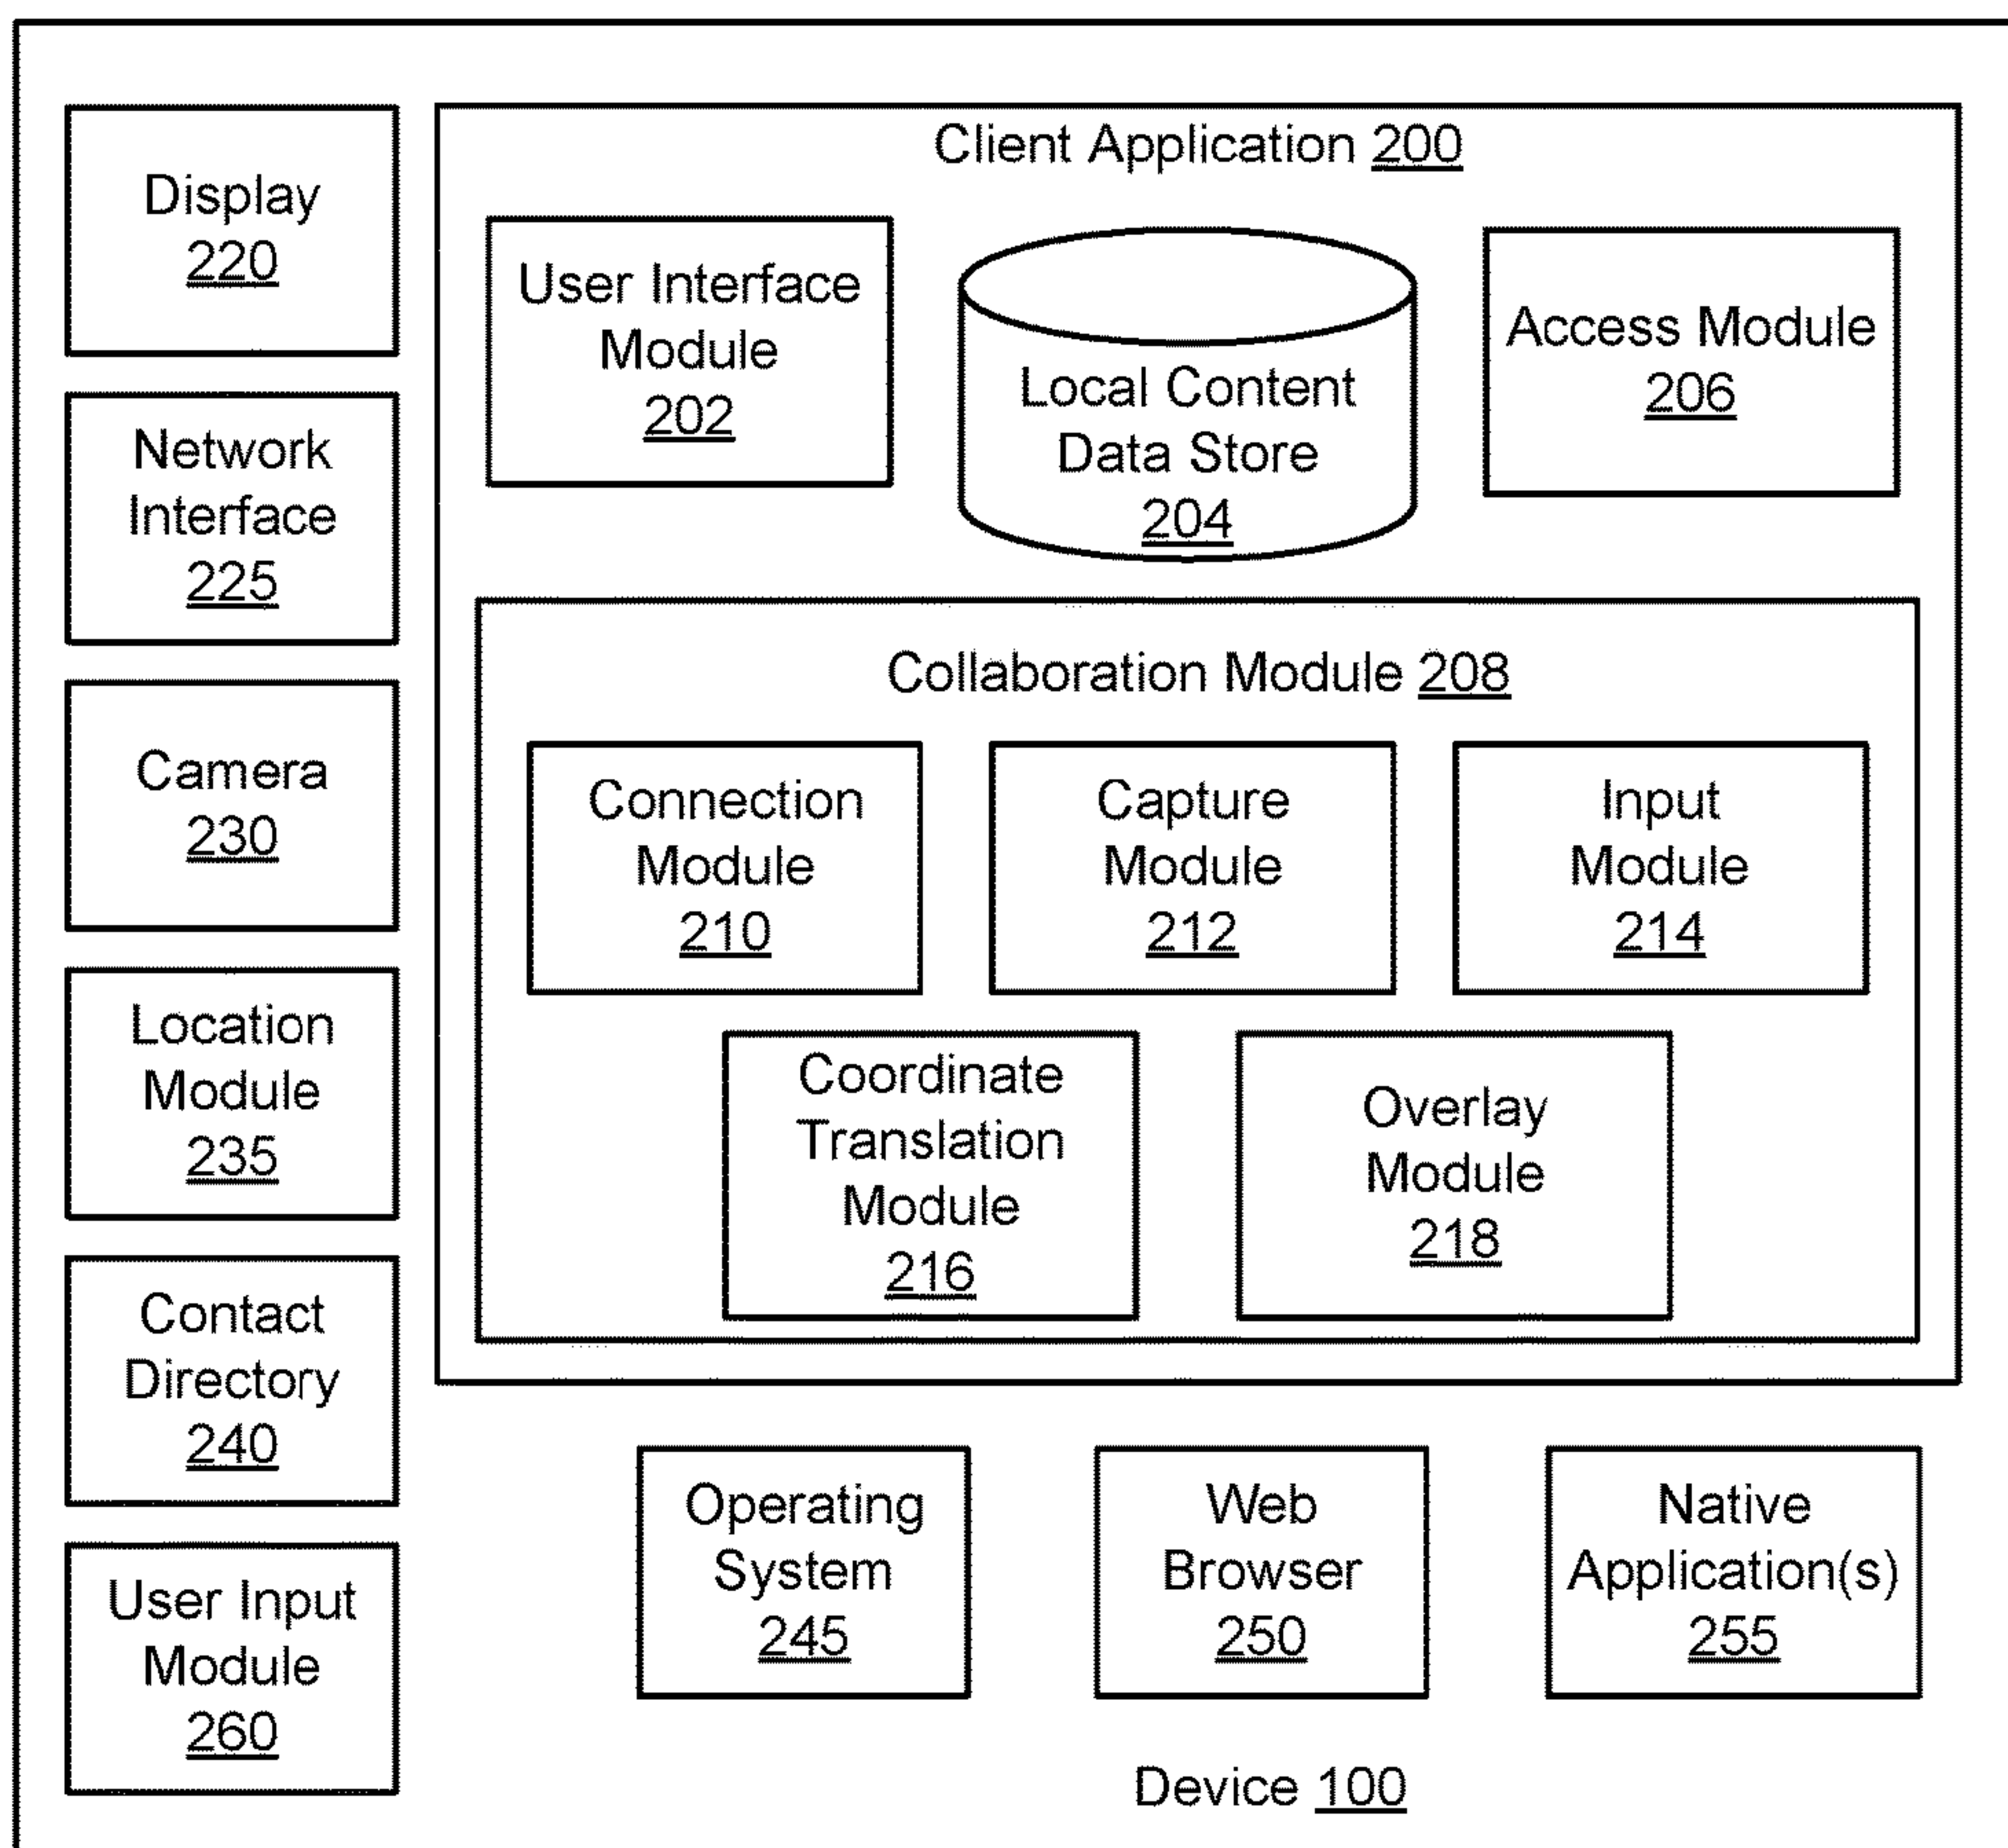 Display
220
Network
Interface
225
Camera
230
Location
Module
235
Contact
Directory
240
User Input
Module
260
Client Application 200
User Interface
Module
202
Local Content
Data Store
204
Access Module
206
Collaboration Module 208
Connection
Module
210
Capture
Module
212
Input
Module
214
Coordinate
Translation
Module
216
Overlay
Module
218
Operating
System
245
Web
Browser
250
Native
Application(s)
255
Device 100